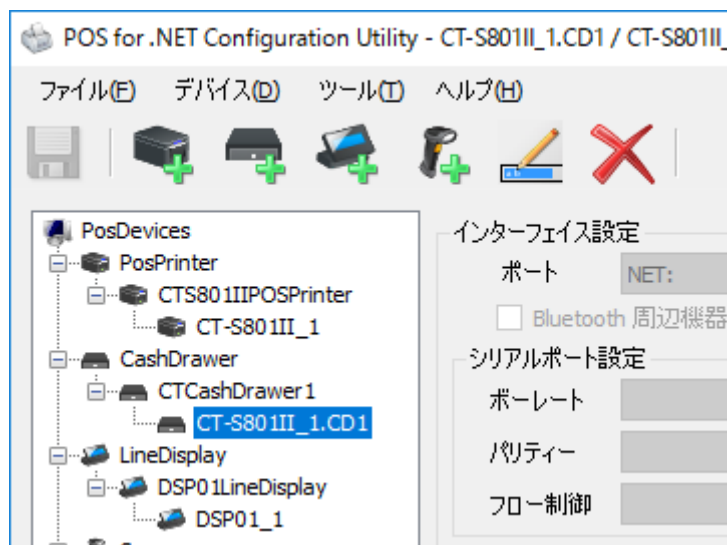 POS for .NET Configuration Utility - CT-S801II_1.CD1 / CT-S801II_
ファイル(F) デバイス(D) ツール(T) ヘルプ(H)
PosDevices
PosPrinter
CTS801IIPOSPrinter
CT-S801II_1
CashDrawer
CTCashDrawer1
CT-S801II_1.CD1
LineDisplay
DSP01LineDisplay
DSP01_1
インターフェイス設定
ポート NET:
Bluetooth 周辺機器
シリアルポート設定
ボーレート
パリティー
フロー制御